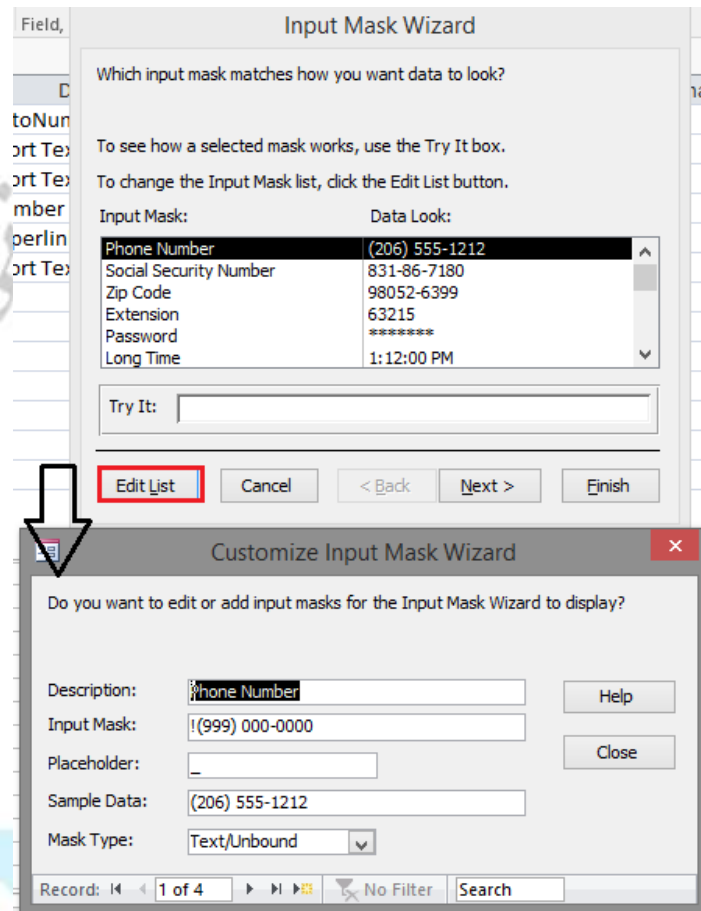 Field,
Input Mask Wizard
Which input mask matches how you want data to look?
To see how a selected mask works, use the Try It box.
To change the Input Mask list, click the Edit List button.
toNum
ort Tex
ort Tex
mber
perlin
ort Tex
Input Mask: Data Look:
Phone Number (206) 555-1212
Social Security Number 831-86-7180
Zip Code 98052-6399
Extension 63215
Password *******
Long Time 1:12:00 PM
Try It:
Edit List Cancel < Back Next > Finish
Customize Input Mask Wizard
Do you want to edit or add input masks for the Input Mask Wizard to display?
Description: Phone Number Help
Input Mask: !(999) 000-0000
Placeholder: _ Close
Sample Data: (206) 555-1212
Mask Type: Text/Unbound
Record: 1 of 4 No Filter Search